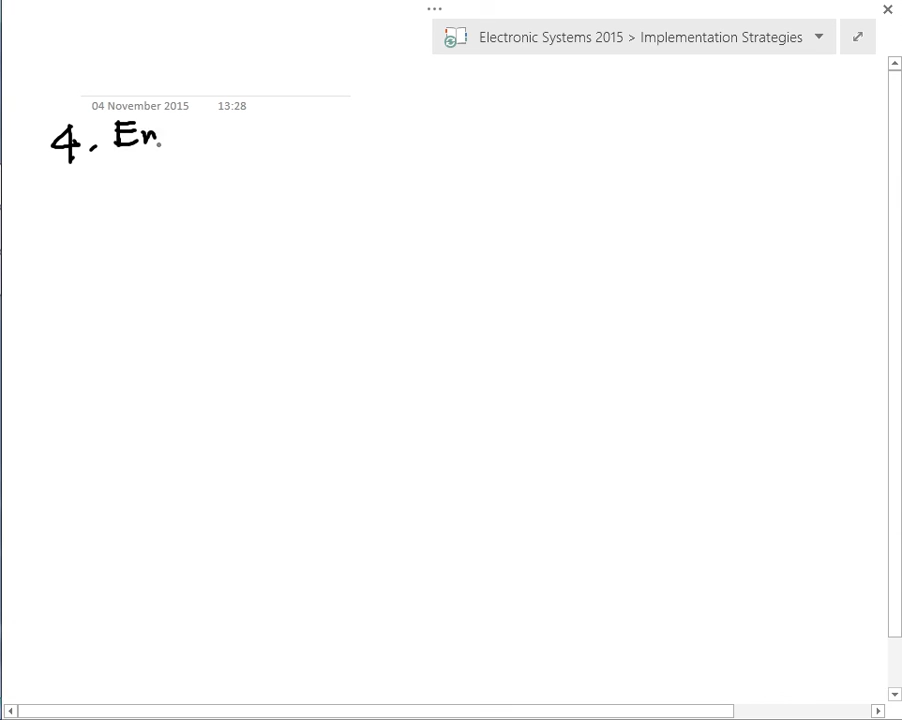 Electronic Systems 2015 > Implementation Strategies
04 November 2015 13:28
4. En